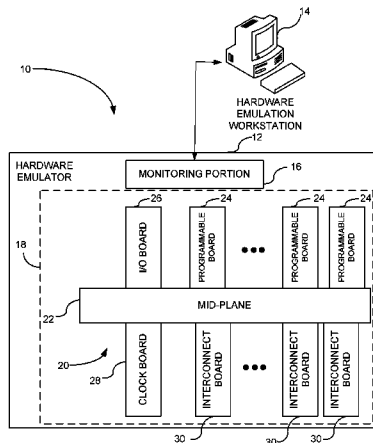 14
10
HARDWARE
EMULATION
WORKSTATION
12
HARDWARE
EMULATOR
MONITORING PORTION
16
18
26
24
24
24
I/O BOARD
PROGRAMMABLE
BOARD
PROGRAMMABLE
BOARD
PROGRAMMABLE
BOARD
22
MID-PLANE
20
28
CLOCK BOARD
INTERCONNECT
BOARD
INTERCONNECT
BOARD
INTERCONNECT
BOARD
30
30
30